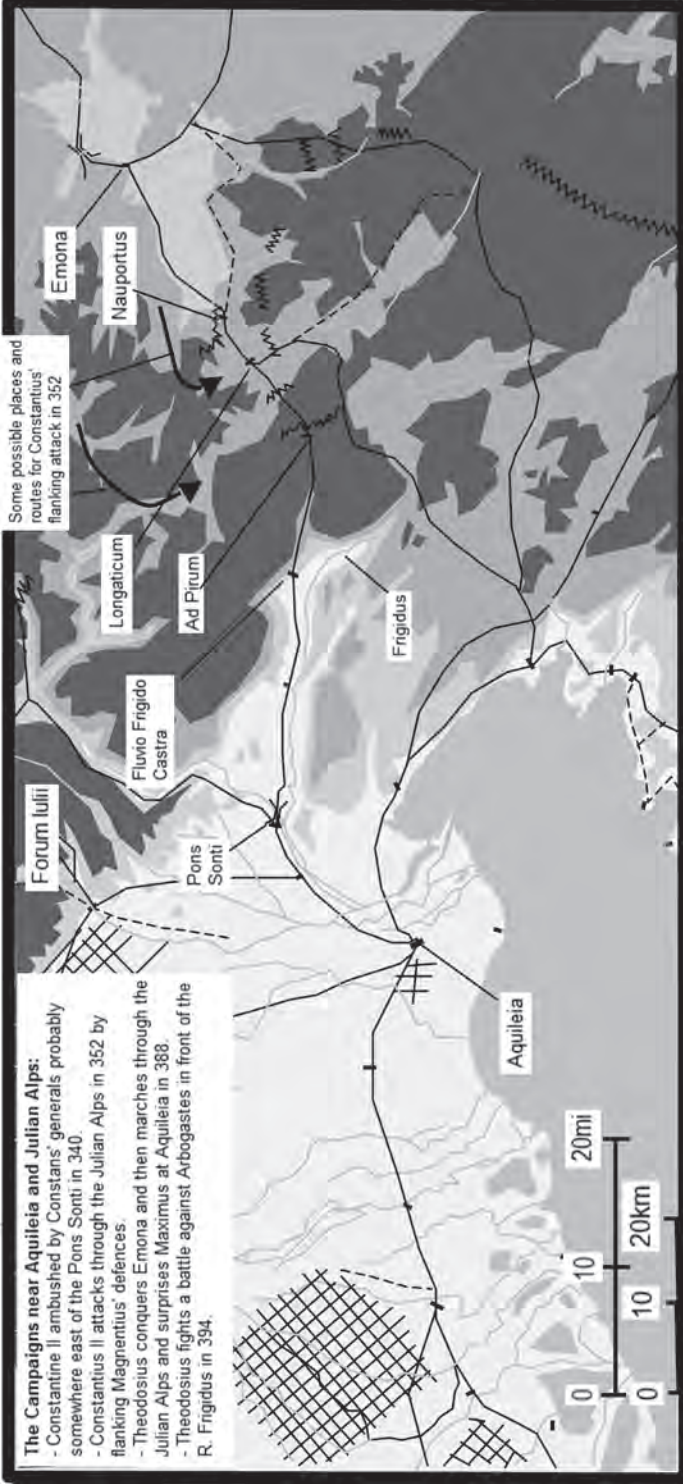 The Campaigns near Aquileia and Julian Alps:
- Constantine II ambushed by Constans' generals probably
somewhere east of the Pons Sonti in 340.
- Constantius II attacks through the Julian Alps in 352 by
flanking Magnentius' defences.
- Theodosius conquers Emona and then marches through the
Julian Alps and surprises Maximus at Aquileia in 388.
- Theodosius fights a battle against Arbogastes in front of the
R. Frigidus in 394.
Forum Iulii
Some possible places and
routes for Constantius'
flanking attack in 352
Emona
Nauportus
Longaticum
Ad Pirum
Fluvio Frigido
Castra
Pons
Sonti
Frigidus
Aquileia
0
10
20mi
0
10
20km